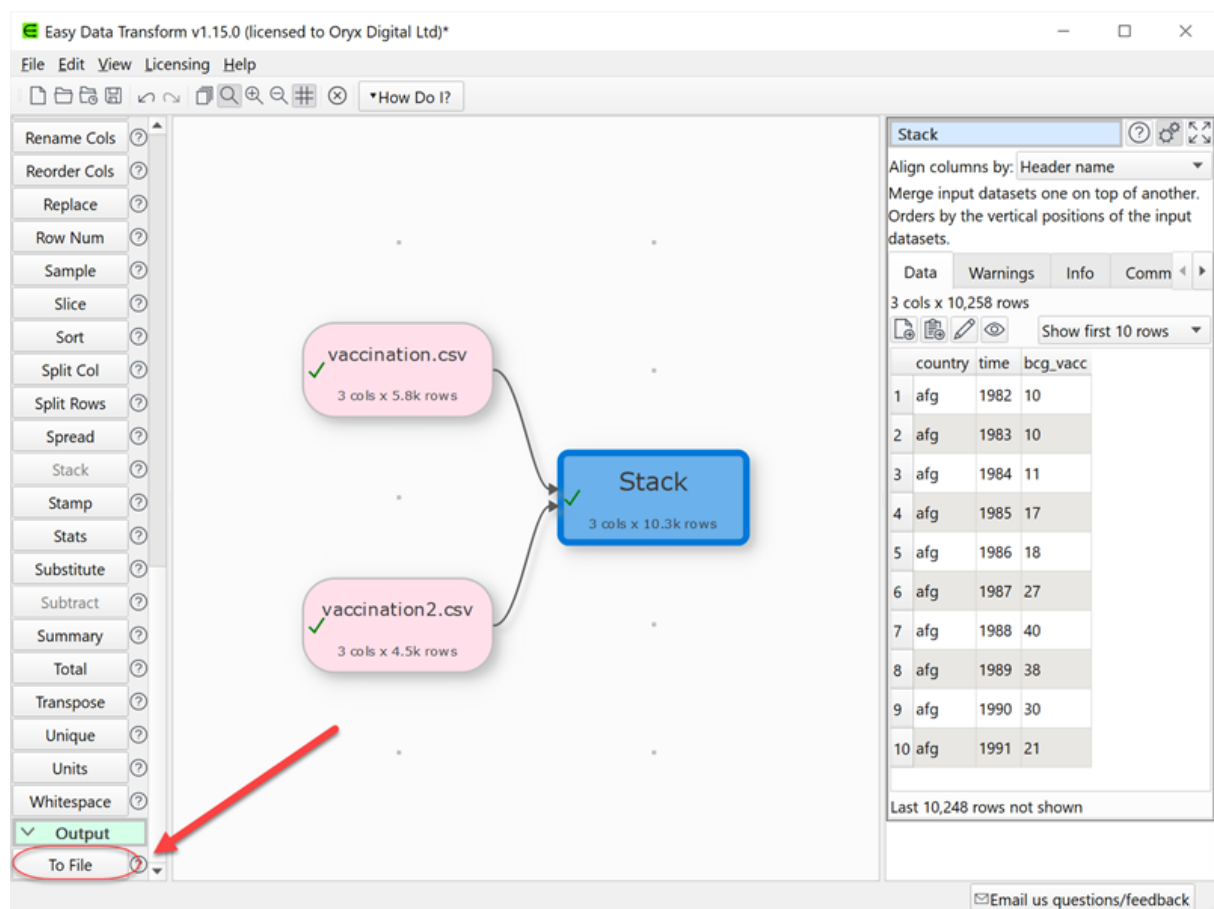 Easy Data Transform v1.15.0 (licensed to Oryx Digital Ltd)*
File Edit View Licensing Help
How Do I?
Rename Cols ?
Reorder Cols ?
Replace ?
Row Num ?
Sample ?
Slice ?
Sort ?
Split Col ?
Split Rows ?
Spread ?
Stack ?
Stamp ?
Stats ?
Substitute ?
Subtract ?
Summary ?
Total ?
Transpose ?
Unique ?
Units ?
Whitespace ?
Output
To File ?
vaccination.csv
3 cols x 5.8k rows
Stack
3 cols x 10.3k rows
vaccination2.csv
3 cols x 4.5k rows
Stack ?
Align columns by: Header name
Merge input datasets one on top of another.
Orders by the vertical positions of the input
datasets.
Data Warnings Info Comm
3 cols x 10,258 rows
Show first 10 rows
country time bcg_vacc
1 afg 1982 10
2 afg 1983 10
3 afg 1984 11
4 afg 1985 17
5 afg 1986 18
6 afg 1987 27
7 afg 1988 40
8 afg 1989 38
9 afg 1990 30
10 afg 1991 21
Last 10,248 rows not shown
Email us questions/feedback